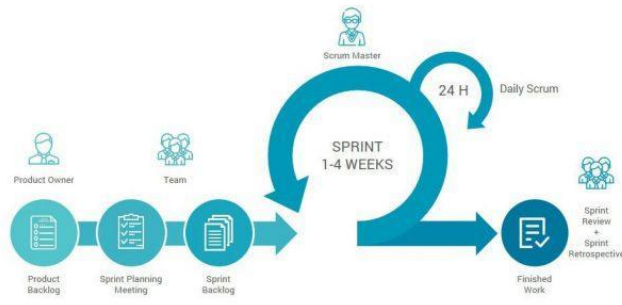 Scrum Master
24 H
Daily Scrum
SPRINT
1-4 WEEKS
Product Owner
Team
Sprint
Review
+
Sprint
Retrospective
Product
Backlog
Sprint Planning
Meeting
Sprint
Backlog
Finished
Work